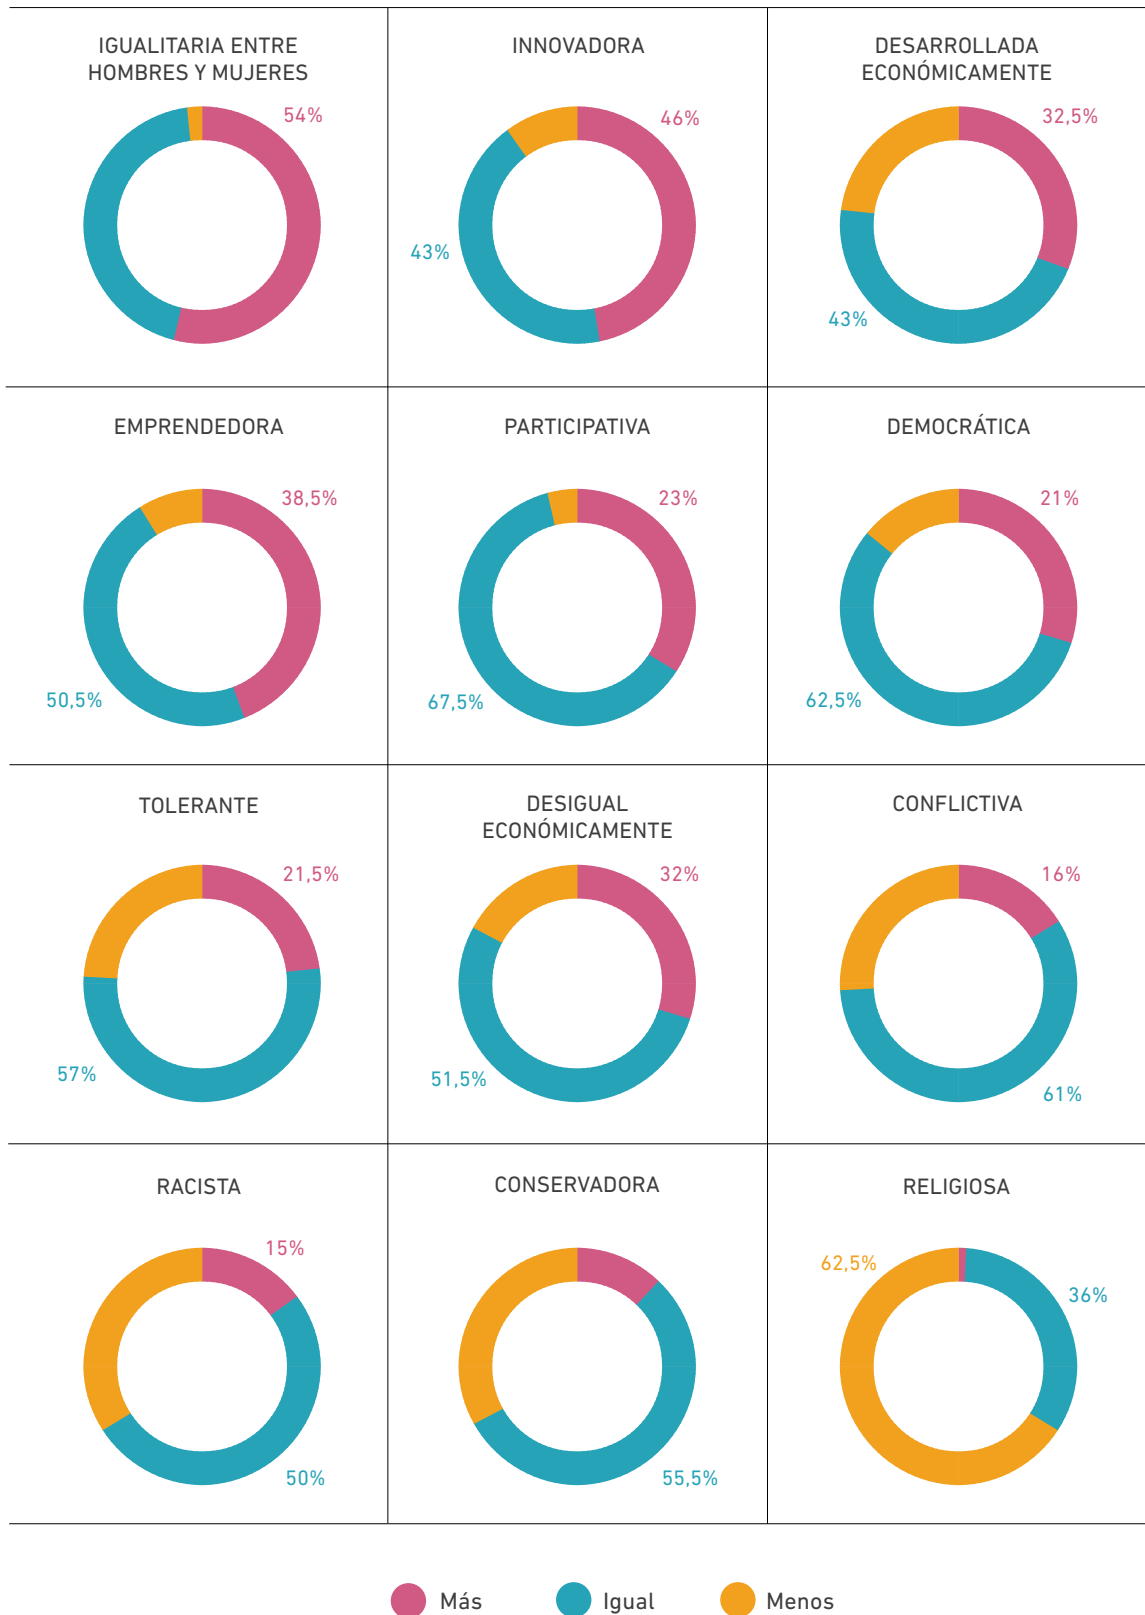 IGUALITARIA ENTRE
HOMBRES Y MUJERES
54%
INNOVADORA
46%
43%
DESARROLLADA
ECONÓMICAMENTE
32,5%
43%
EMPRENDEDORA
38,5%
50,5%
PARTICIPATIVA
23%
67,5%
DEMOCRÁTICA
21%
62,5%
TOLERANTE
21,5%
57%
DESIGUAL
ECONÓMICAMENTE
32%
51,5%
CONFLICTIVA
16%
61%
RACISTA
15%
50%
CONSERVADORA
55,5%
RELIGIOSA
62,5%
36%
Más
Igual
Menos